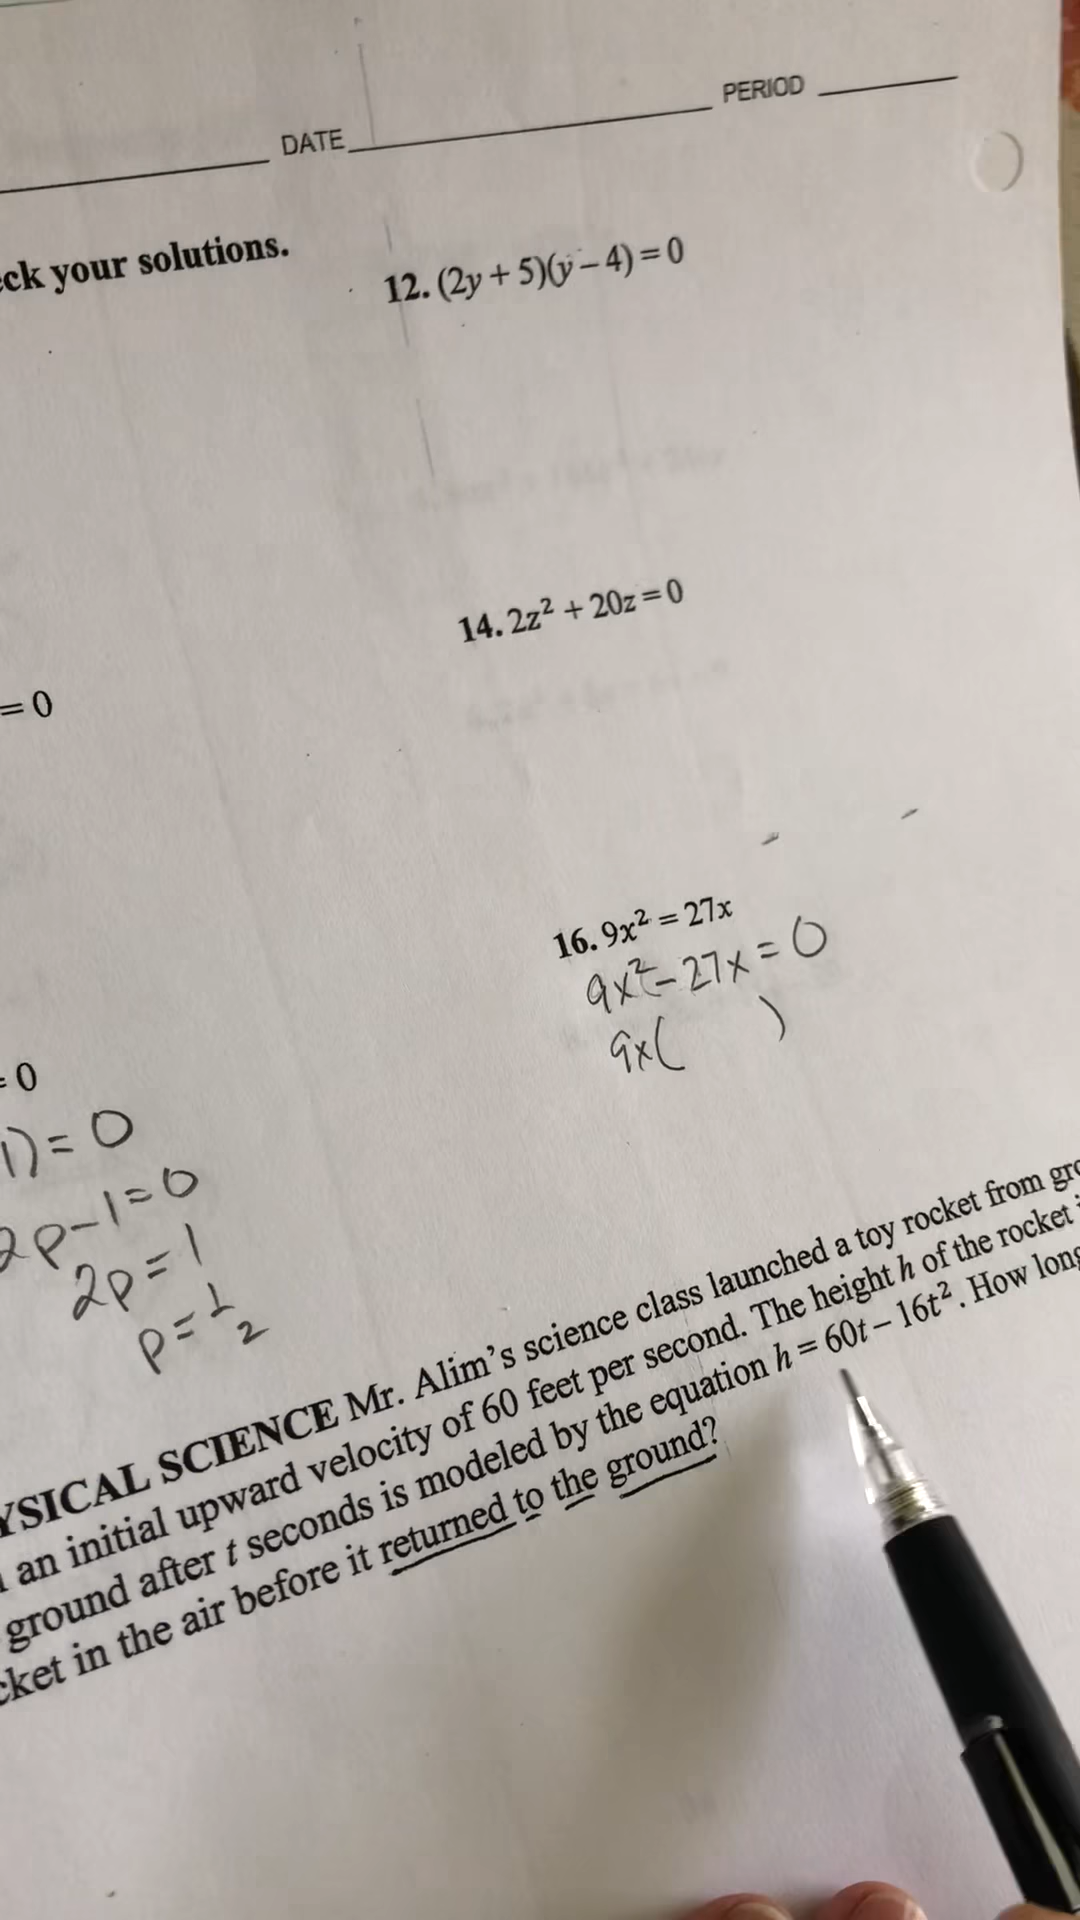 DATE PERIOD
ck your solutions.
12. (2y + 5)(y – 4) = 0
14. 2z² + 20z = 0
= 0
16. 9x² = 27x
9x² – 27x = 0
9x( )
= 0
1) = 0
2p – 1 = 0
2p = 1
p = 1/2
YSICAL SCIENCE Mr. Alim's science class launched a toy rocket from gro
an initial upward velocity of 60 feet per second. The height h of the rocket i
ground after t seconds is modeled by the equation h = 60t – 16t². How long
cket in the air before it returned to the ground?